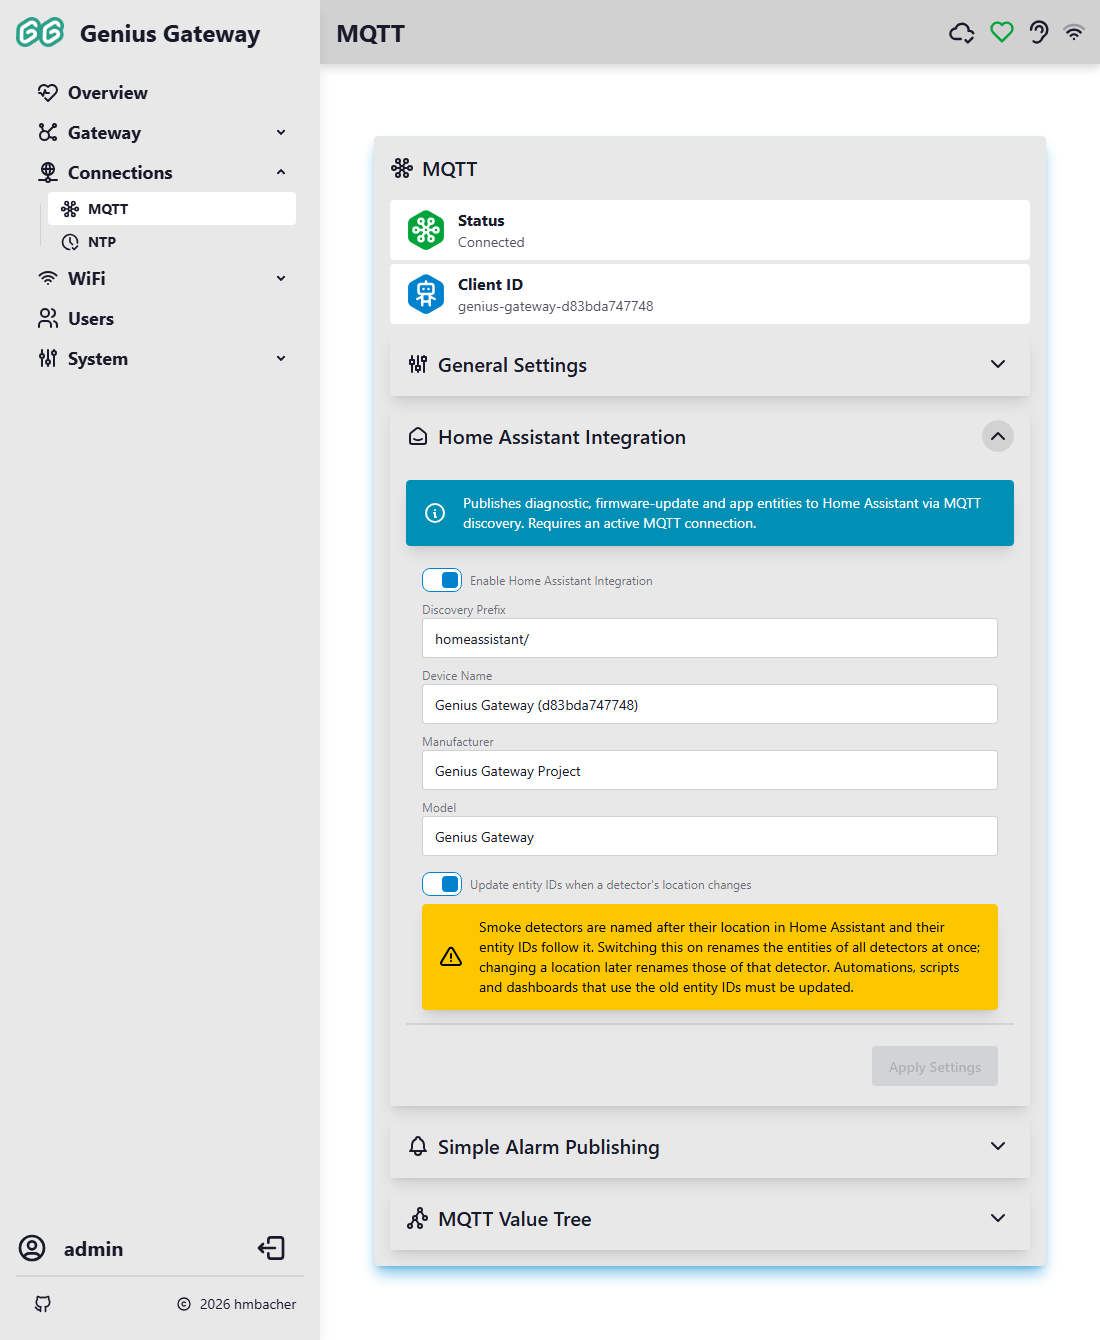 Genius Gateway
MQTT
Overview
Gateway
Connections
MQTT
NTP
WiFi
Users
System
admin
© 2026 hmbacher
MQTT
Status
Connected
Client ID
genius-gateway-d83bda747748
General Settings
Home Assistant Integration
Publishes diagnostic, firmware-update and app entities to Home Assistant via MQTT
discovery. Requires an active MQTT connection.
Enable Home Assistant Integration
Discovery Prefix
homeassistant/
Device Name
Genius Gateway (d83bda747748)
Manufacturer
Genius Gateway Project
Model
Genius Gateway
Update entity IDs when a detector's location changes
Smoke detectors are named after their location in Home Assistant and their
entity IDs follow it. Switching this on renames the entities of all detectors at once;
changing a location later renames those of that detector. Automations, scripts
and dashboards that use the old entity IDs must be updated.
Apply Settings
Simple Alarm Publishing
MQTT Value Tree